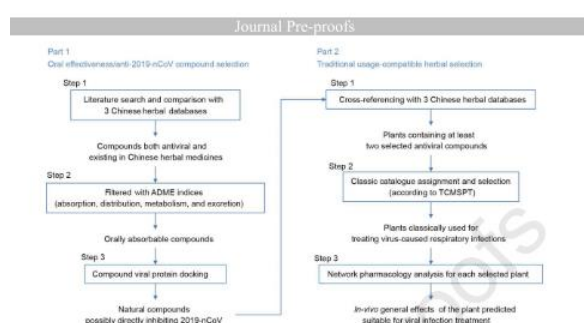 Journal Pre-proofs
Part 1
Oral effectiveness/anti-2019-nCoV compound selection
Step 1
Literature search and comparison with
3 Chinese herbal databases
Compounds both antiviral and
existing in Chinese herbal medicines
Step 2
Filtered with ADME indices
(absorption, distribution, metabolism, and excretion)
Orally absorbable compounds
Step 3
Compound viral protein docking
Natural compounds
possibly directly inhibiting 2019-nCoV
Part 2
Traditional usage-compatible herbal selection
Step 1
Cross-referencing with 3 Chinese herbal databases
Plants containing at least
two selected antiviral compounds
Step 2
Classic catalogue assignment and selection
(according to TCMSPT)
Plants classically used for
treating virus-caused respiratory infections
Step 3
Network pharmacology analysis for each selected plant
In-vivo general effects of the plant predicted
suitable for viral infection treatment
oofs